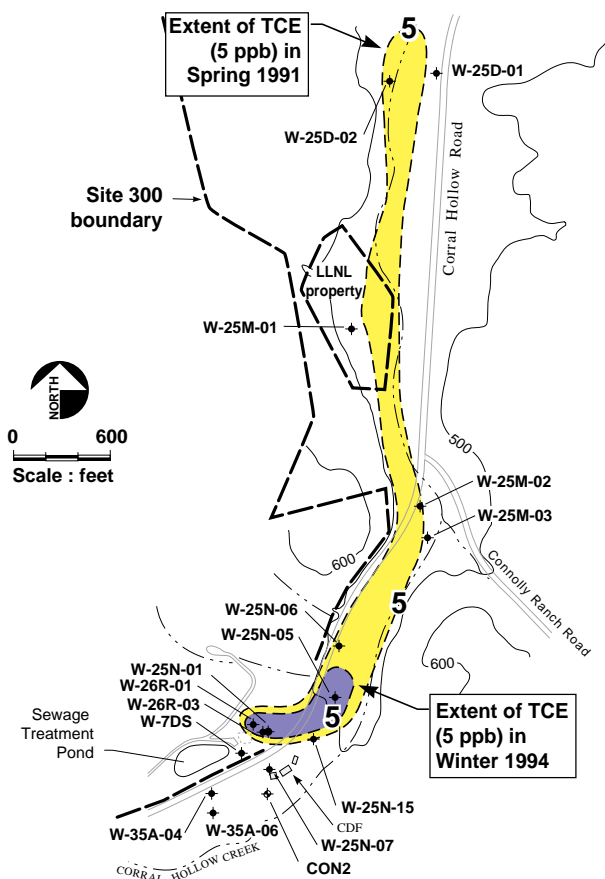 Extent of TCE
(5 ppb) in
Spring 1991
5
W-25D-01
W-25D-02
Corral Hollow Road
Site 300
boundary
LLNL
property
W-25M-01
NORTH
0 600
Scale : feet
500
W-25M-02
W-25M-03
600
Connolly Ranch Road
5
W-25N-06
W-25N-05
600
W-25N-01
W-26R-01
W-26R-03
W-7DS
5
Extent of TCE
(5 ppb) in
Winter 1994
Sewage
Treatment
Pond
W-25N-15
CDF
W-35A-04
W-25N-07
W-35A-06
CON2
CORRAL HOLLOW CREEK